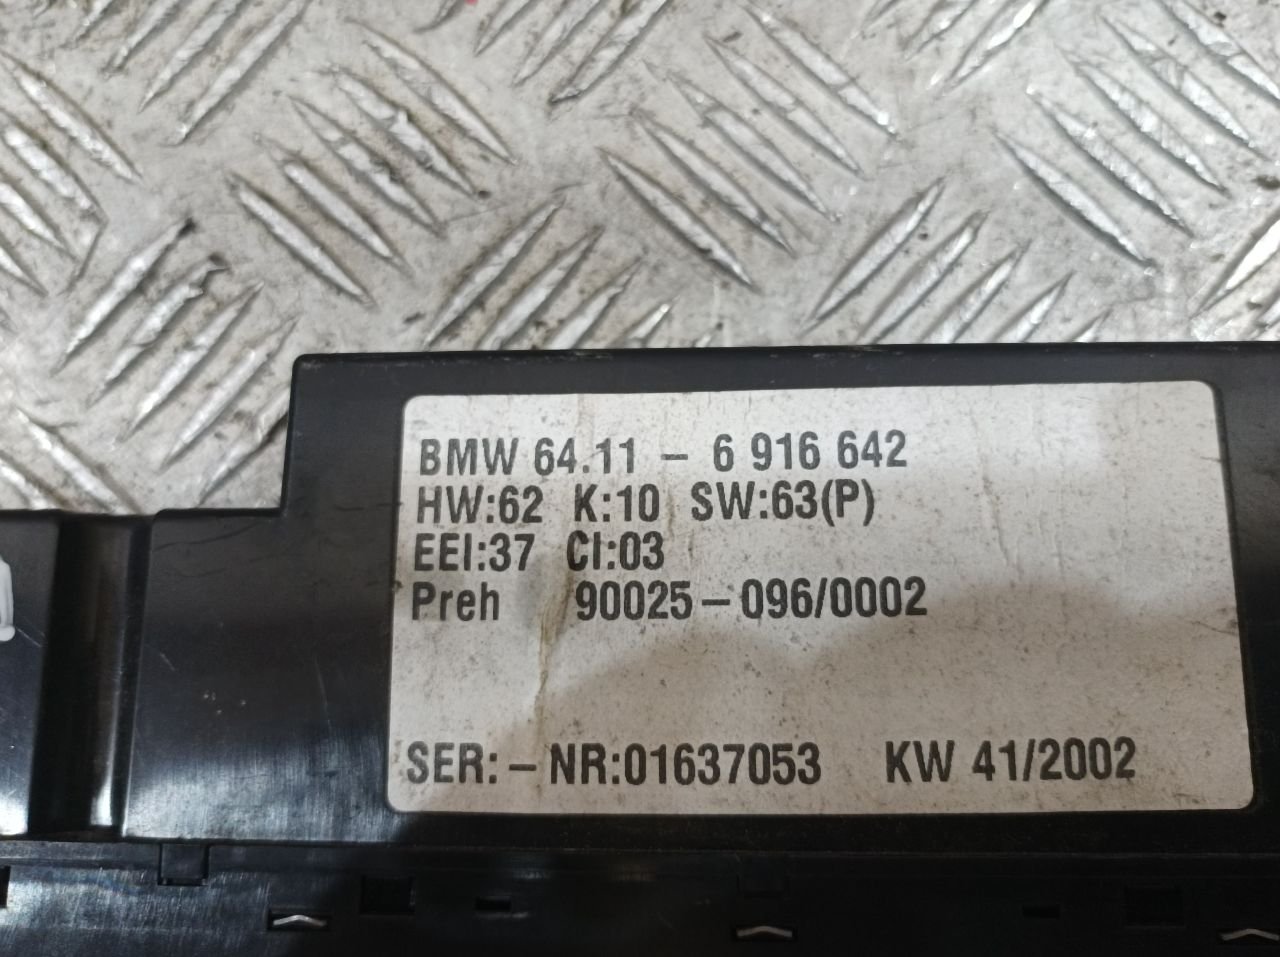 BMW 64.11 - 6 916 642
HW:62 K:10 SW:63(P)
EEI:37 CI:03
Preh 90025-096/0002
SER:-NR:01637053 KW 41/2002